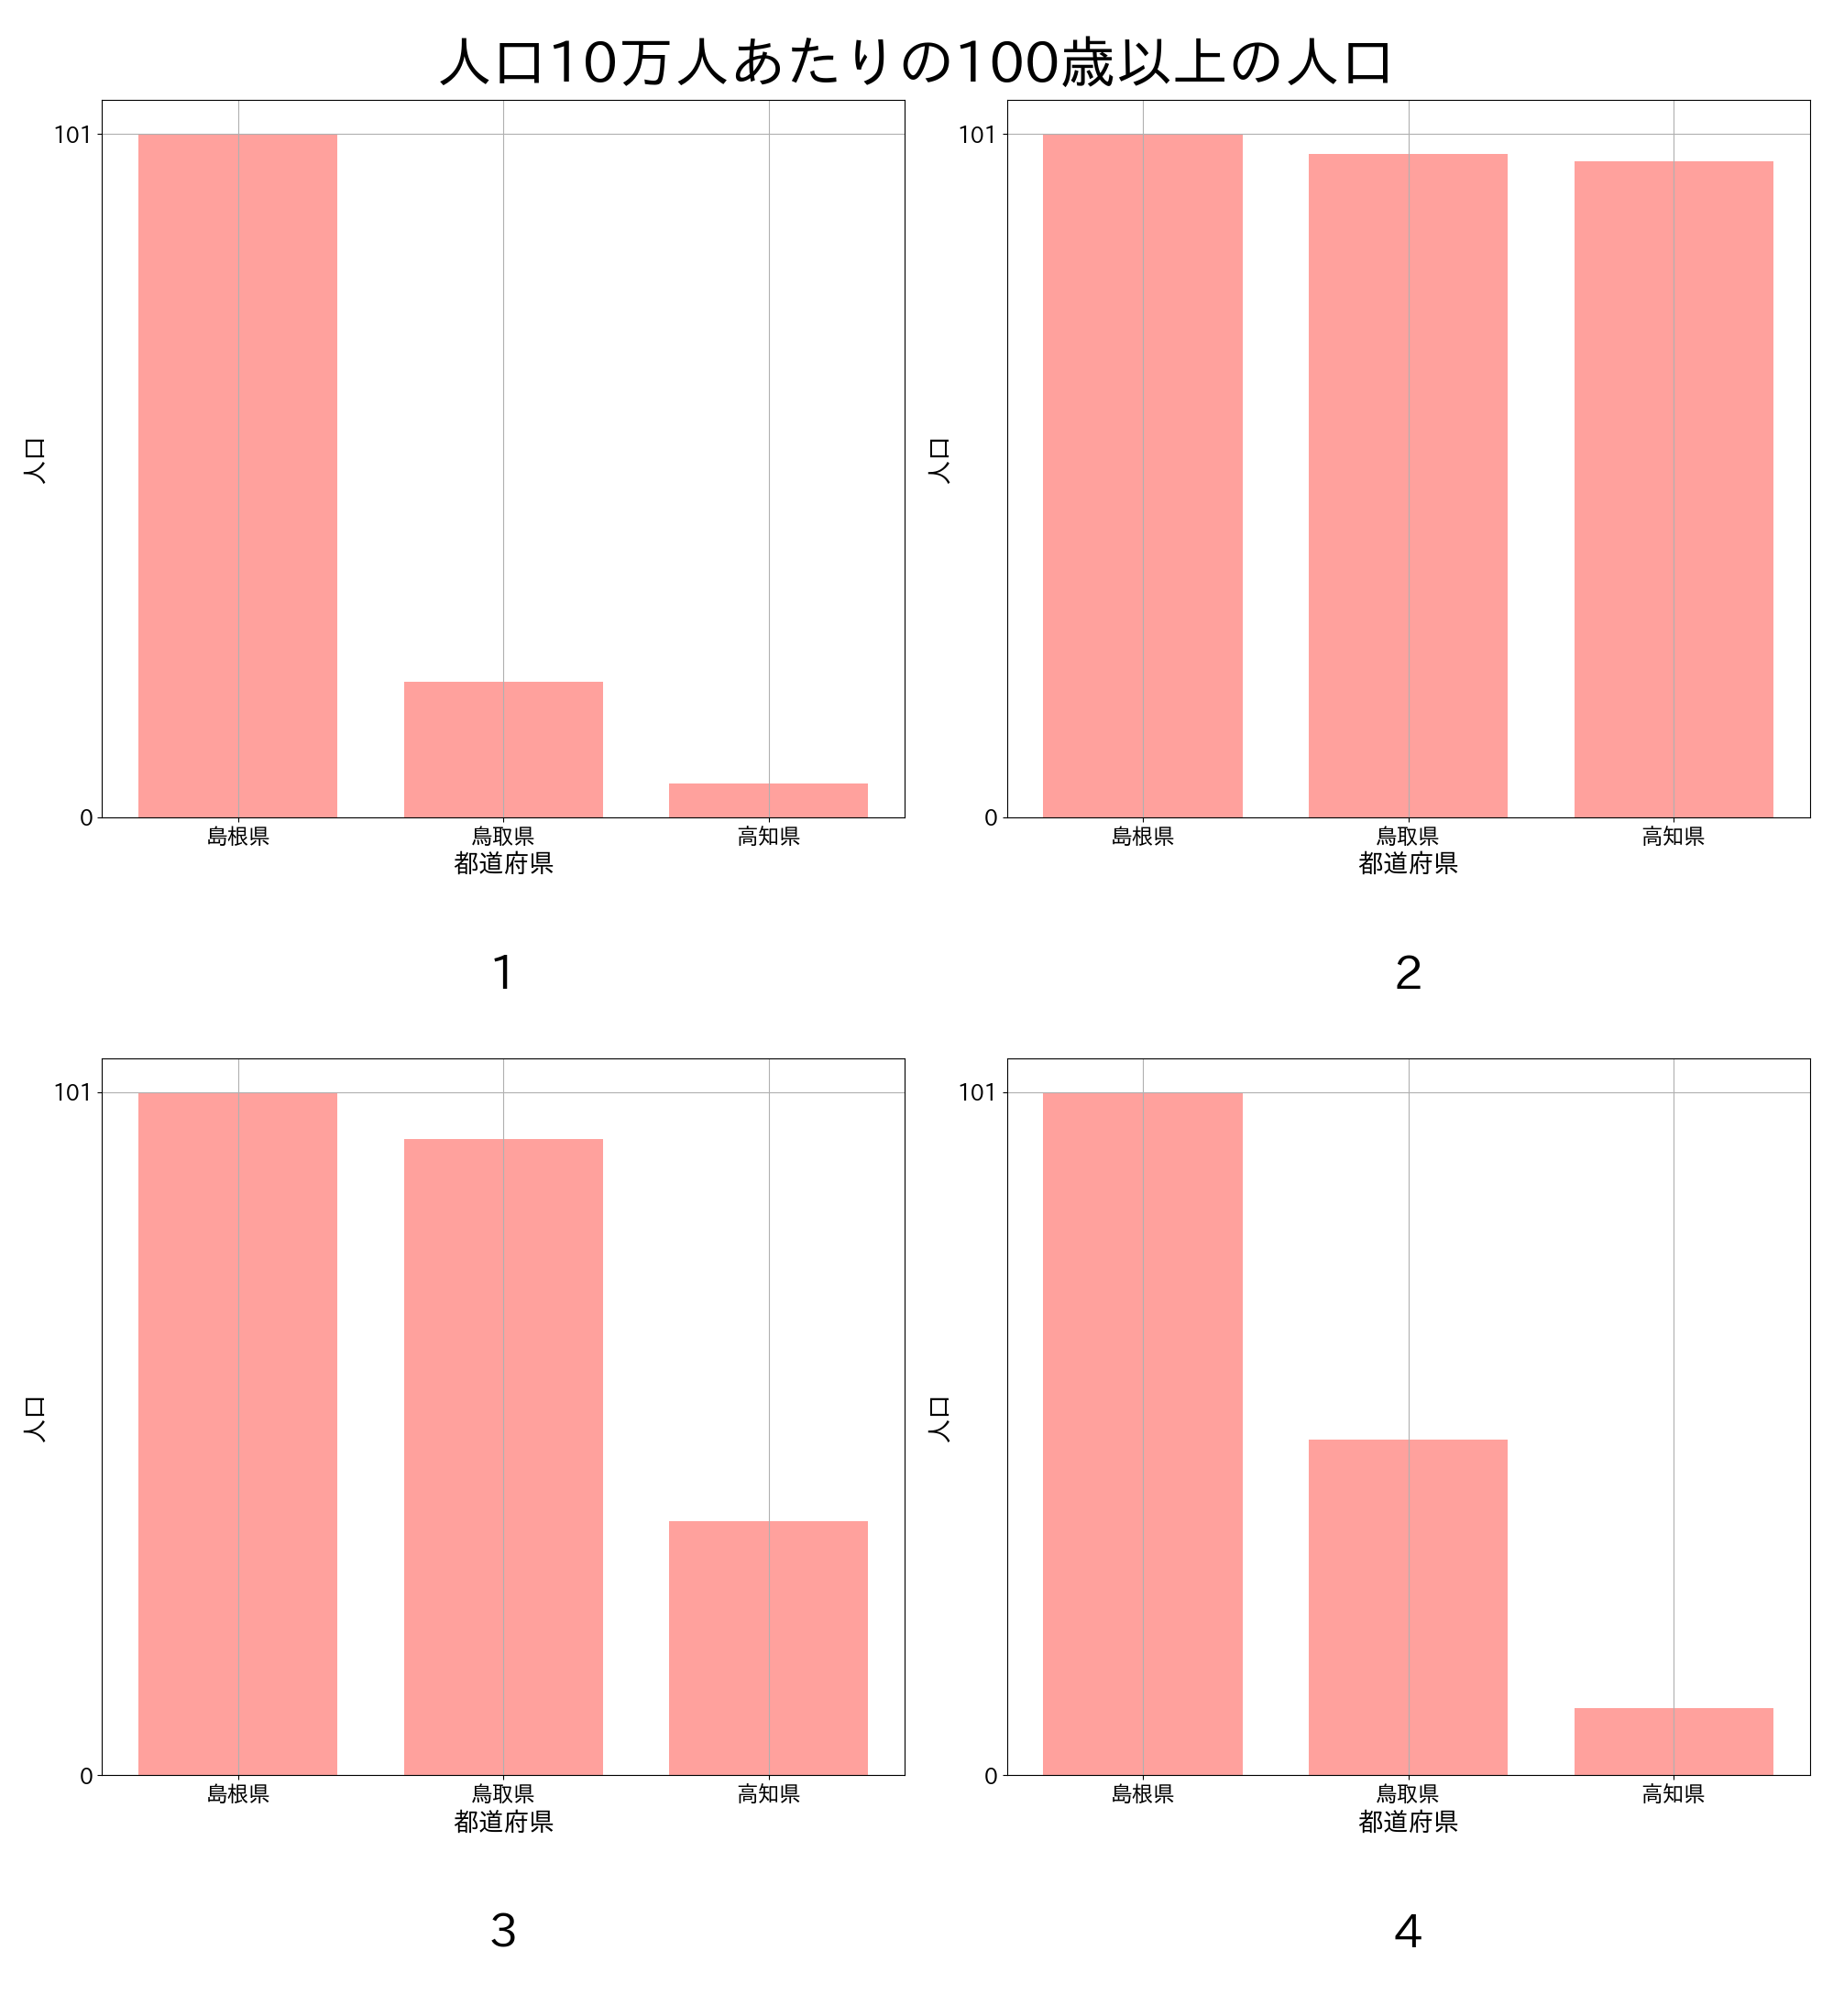 人口10万人あたりの100歳以上の人口
101
0
人口
島根県 鳥取県 高知県
都道府県
1
101
0
人口
島根県 鳥取県 高知県
都道府県
2
101
0
人口
島根県 鳥取県 高知県
都道府県
3
101
0
人口
島根県 鳥取県 高知県
都道府県
4